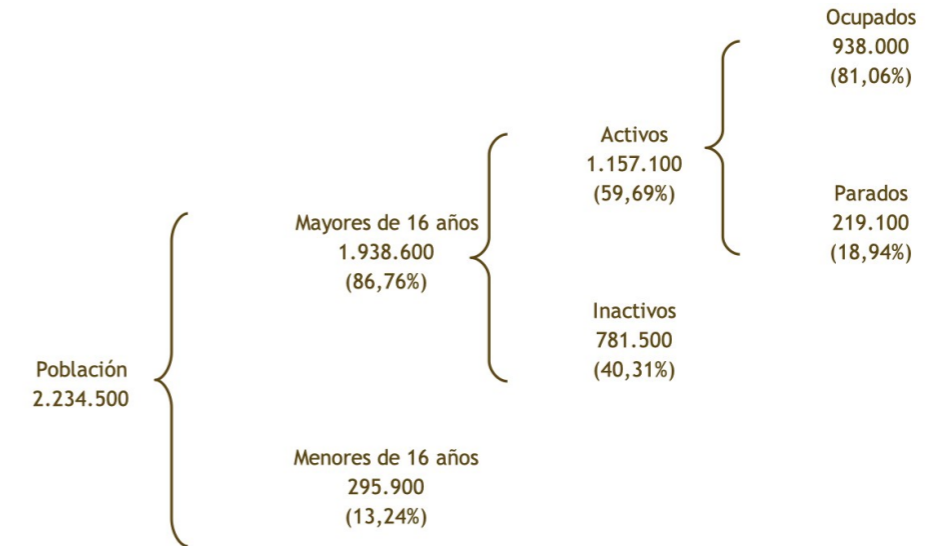 Ocupados
938.000
(81,06%)
Activos
1.157.100
(59,69%)
Parados
219.100
(18,94%)
Mayores de 16 años
1.938.600
(86,76%)
Inactivos
781.500
(40,31%)
Población
2.234.500
Menores de 16 años
295.900
(13,24%)